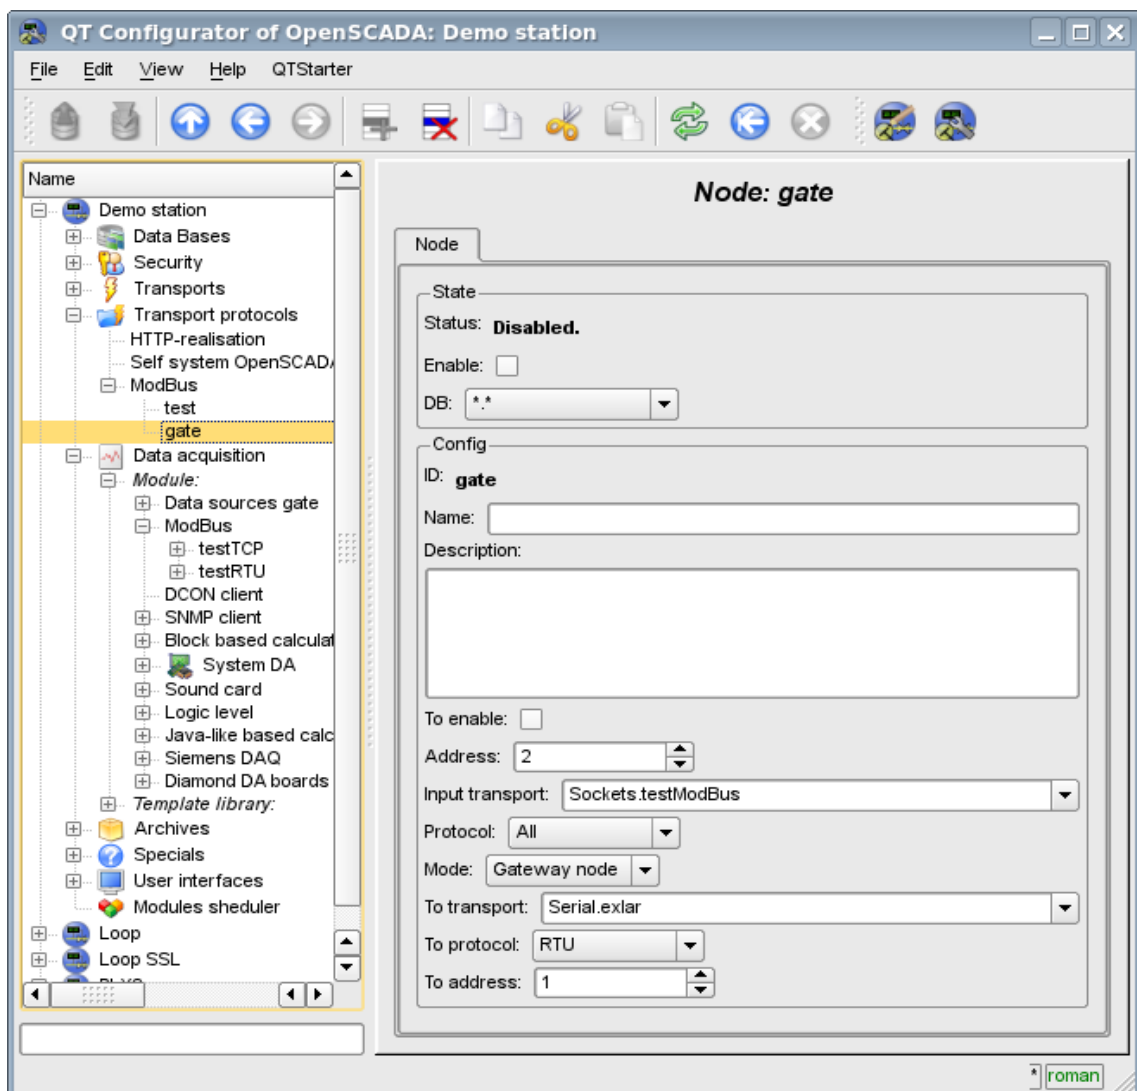 QT Configurator of OpenSCADA: Demo station
File Edit View Help QTStarter
Name
Demo station
Data Bases
Security
Transports
Transport protocols
HTTP-realisation
Self system OpenSCADA
ModBus
test
gate
Data acquisition
Module:
Data sources gate
ModBus
testTCP
testRTU
DCON client
SNMP client
Block based calculat
System DA
Sound card
Logic level
Java-like based calc
Siemens DAQ
Diamond DA boards
Template library:
Archives
Specials
User interfaces
Modules sheduler
Loop
Loop SSL
Node: gate
Node
State
Status: Disabled.
Enable:
DB: *.*
Config
ID: gate
Name:
Description:
To enable:
Address: 2
Input transport: Sockets.testModBus
Protocol: All
Mode: Gateway node
To transport: Serial.exlar
To protocol: RTU
To address: 1
* roman